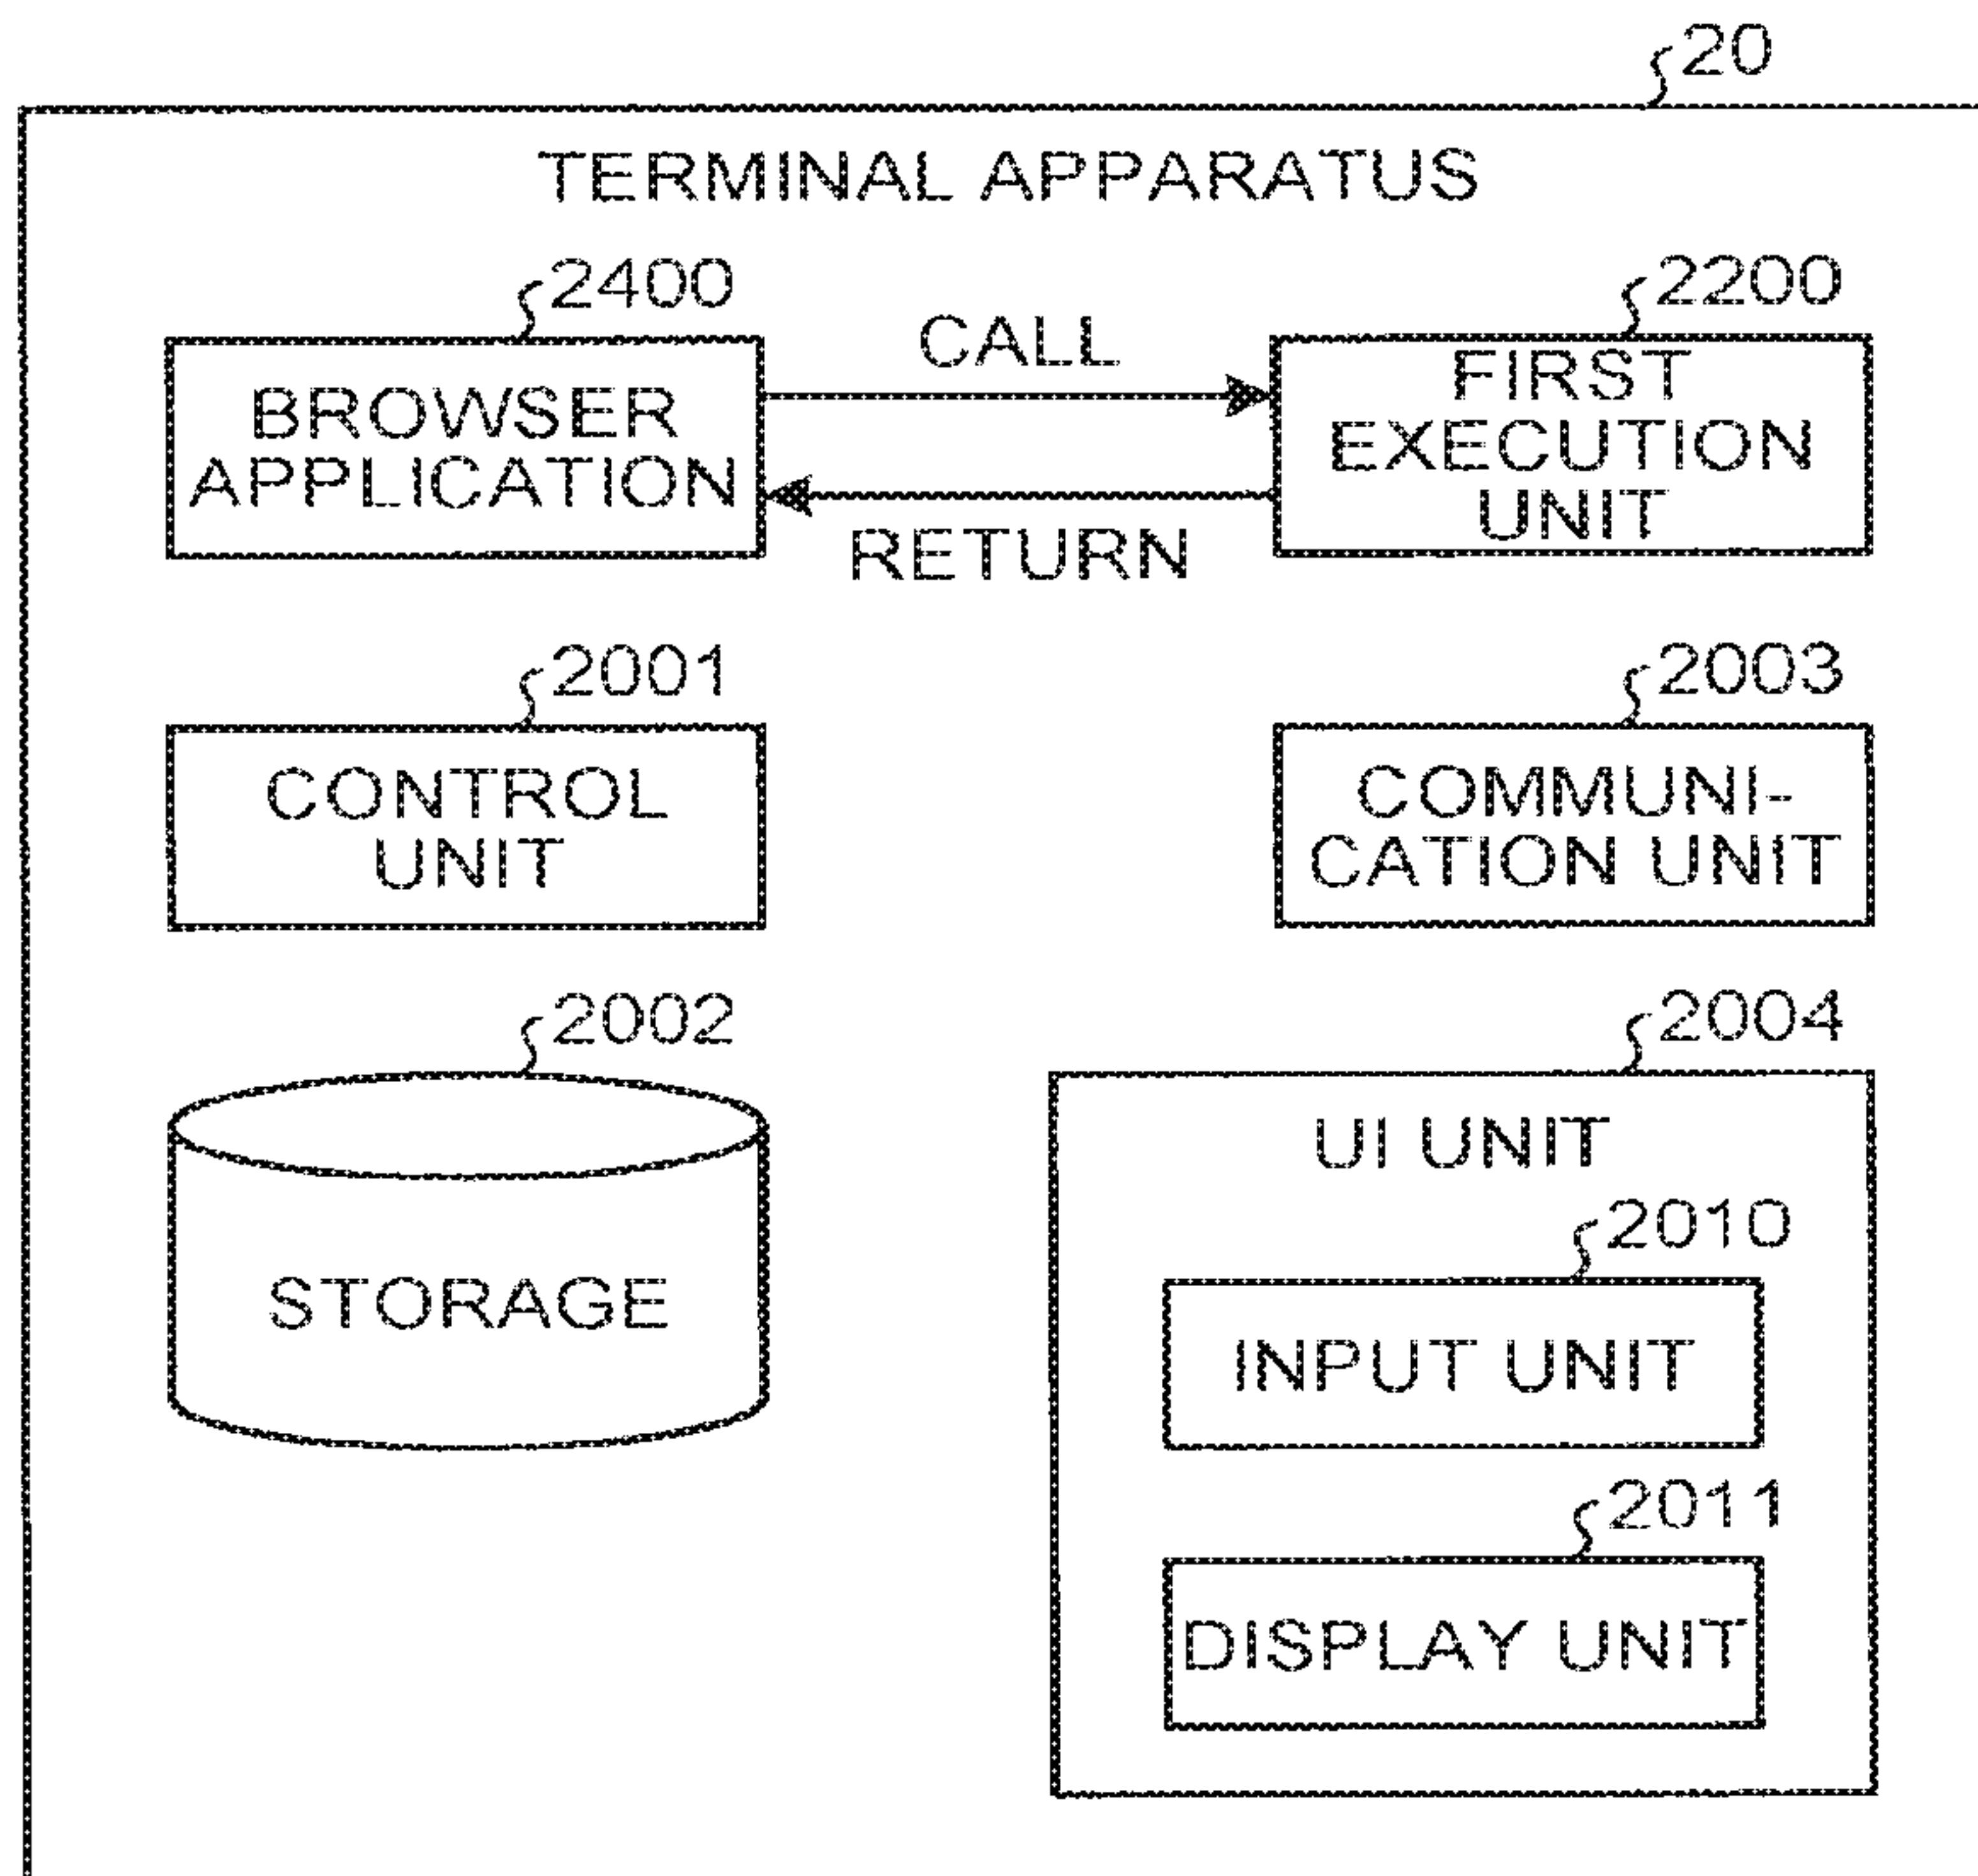 20
TERMINAL APPARATUS
2400
2200
BROWSER
APPLICATION
CALL
RETURN
FIRST
EXECUTION
UNIT
2001
2003
CONTROL
UNIT
COMMUNI-
CATION UNIT
2002
2004
STORAGE
UI UNIT
2010
INPUT UNIT
2011
DISPLAY UNIT